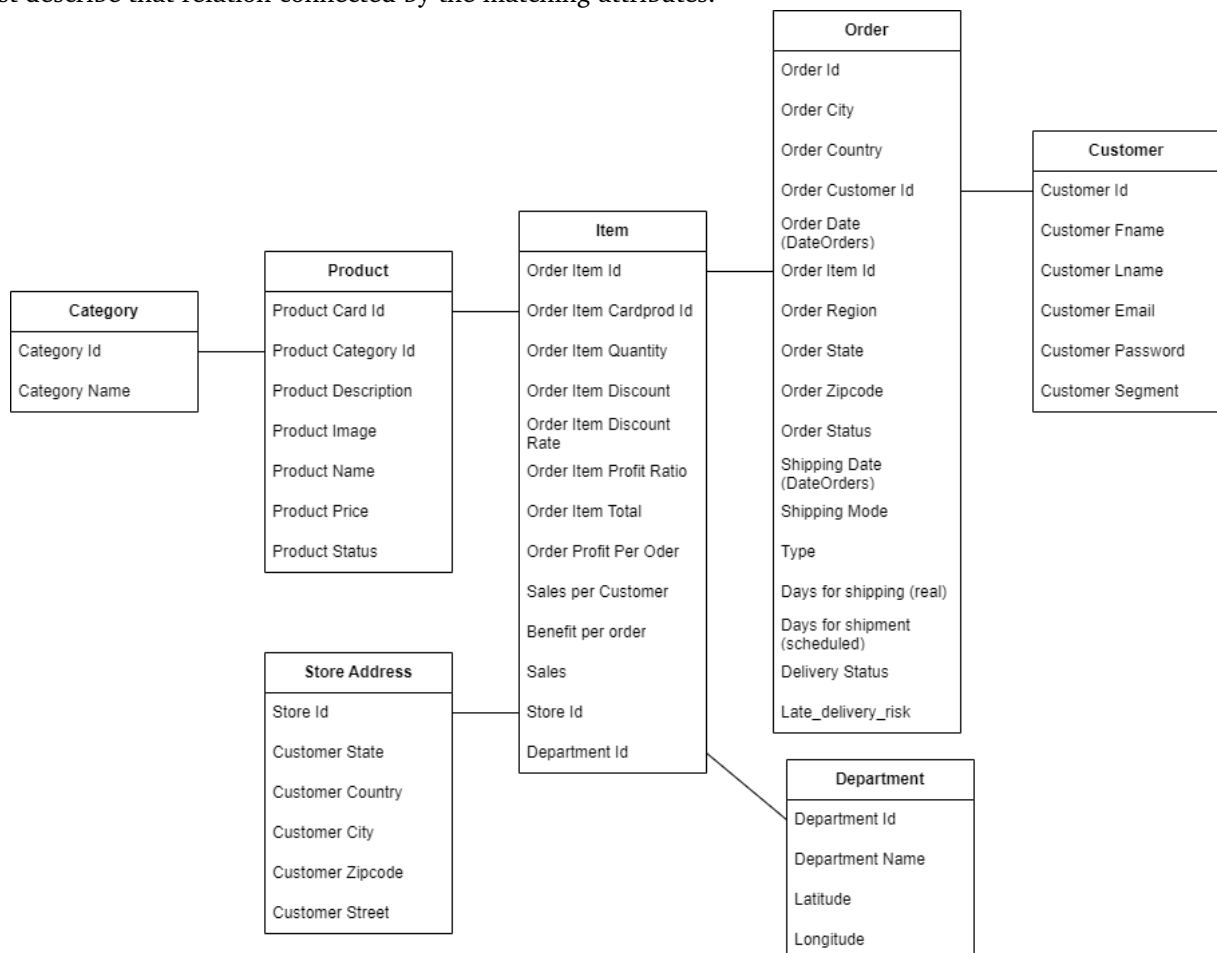 st describe that relation connected by the matching attributes.
Order
Order Id
Order City
Order Country
Order Customer Id
Order Date
(DateOrders)
Order Item Id
Order Region
Order State
Order Zipcode
Order Status
Shipping Date
(DateOrders)
Shipping Mode
Type
Days for shipping (real)
Days for shipment
(scheduled)
Delivery Status
Late_delivery_risk
Customer
Customer Id
Customer Fname
Customer Lname
Customer Email
Customer Password
Customer Segment
Item
Order Item Id
Order Item Cardprod Id
Order Item Quantity
Order Item Discount
Order Item Discount
Rate
Order Item Profit Ratio
Order Item Total
Order Profit Per Oder
Sales per Customer
Benefit per order
Sales
Store Id
Department Id
Product
Product Card Id
Product Category Id
Product Description
Product Image
Product Name
Product Price
Product Status
Category
Category Id
Category Name
Store Address
Store Id
Customer State
Customer Country
Customer City
Customer Zipcode
Customer Street
Department
Department Id
Department Name
Latitude
Longitude